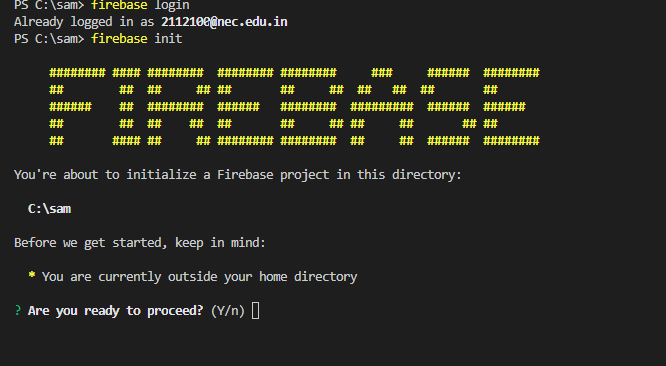 PS C:\sam> firebase login
Already logged in as 2112100@nec.edu.in
PS C:\sam> firebase init
FIREBASE
You're about to initialize a Firebase project in this directory:
C:\sam
Before we get started, keep in mind:
* You are currently outside your home directory
? Are you ready to proceed? (Y/n)